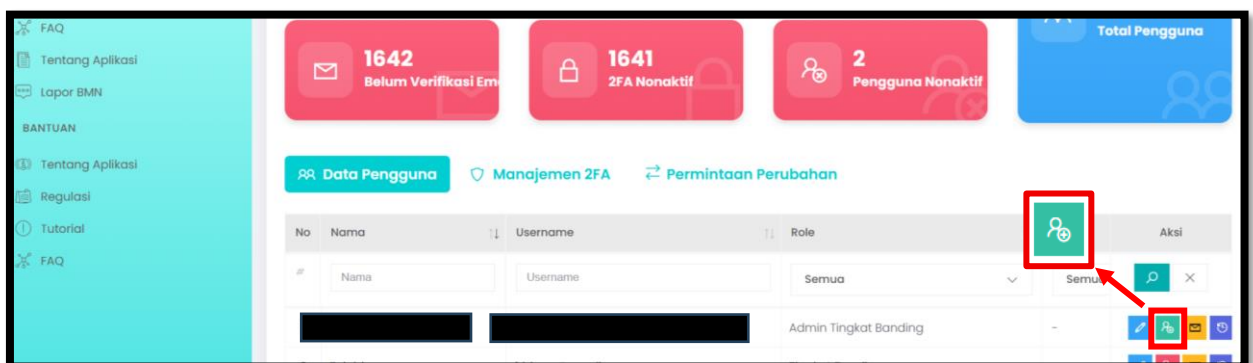 FAQ
Tentang Aplikasi
Lapor BMN
BANTUAN
Tentang Aplikasi
Regulasi
Tutorial
FAQ
1642
Belum Verifikasi Em
1641
2FA Nonaktif
2
Pengguna Nonaktif
Total Pengguna
Data Pengguna Manajemen 2FA Permintaan Perubahan
No Nama Username Role Aksi
Nama Username Semua Semua
Admin Tingkat Banding -